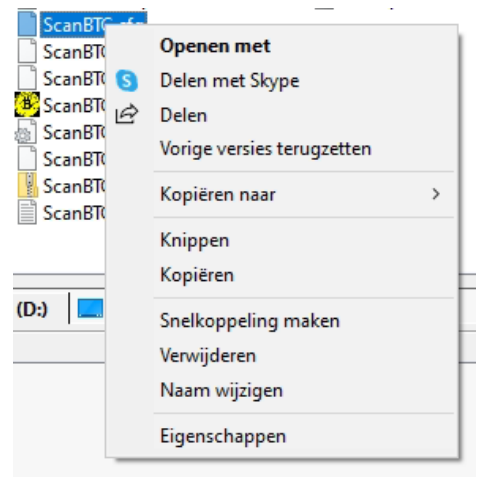 ScanBTC.cfg
Openen met
ScanBTC
Delen met Skype
ScanBTC
Delen
ScanBTC
Vorige versies terugzetten
ScanBTC
ScanBTC
Kopiëren naar
ScanBTC
ScanBTC
Knippen
Kopiëren
(D:)
Snelkoppeling maken
Verwijderen
Naam wijzigen
Eigenschappen